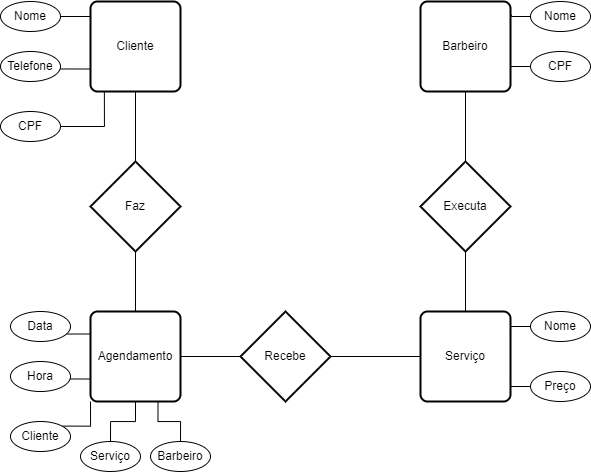 Nome
Cliente
Barbeiro
Nome
Telefone
CPF
CPF
Faz
Executa
Data
Nome
Agendamento
Recebe
Serviço
Hora
Preço
Cliente
Serviço
Barbeiro